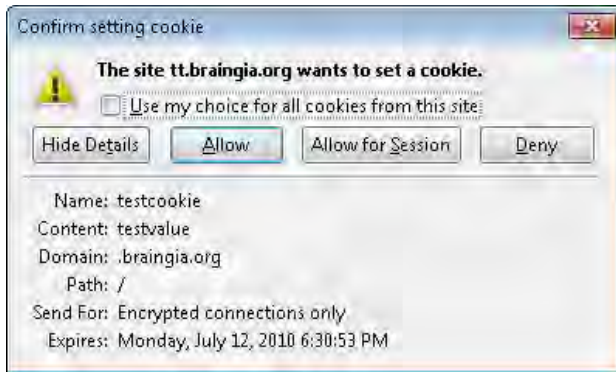 Confirm setting cookie
The site tt.braingia.org wants to set a cookie.
Use my choice for all cookies from this site
Hide Details Allow Allow for Session Deny
Name: testcookie
Content: testvalue
Domain: .braingia.org
Path: /
Send For: Encrypted connections only
Expires: Monday, July 12, 2010 6:30:53 PM